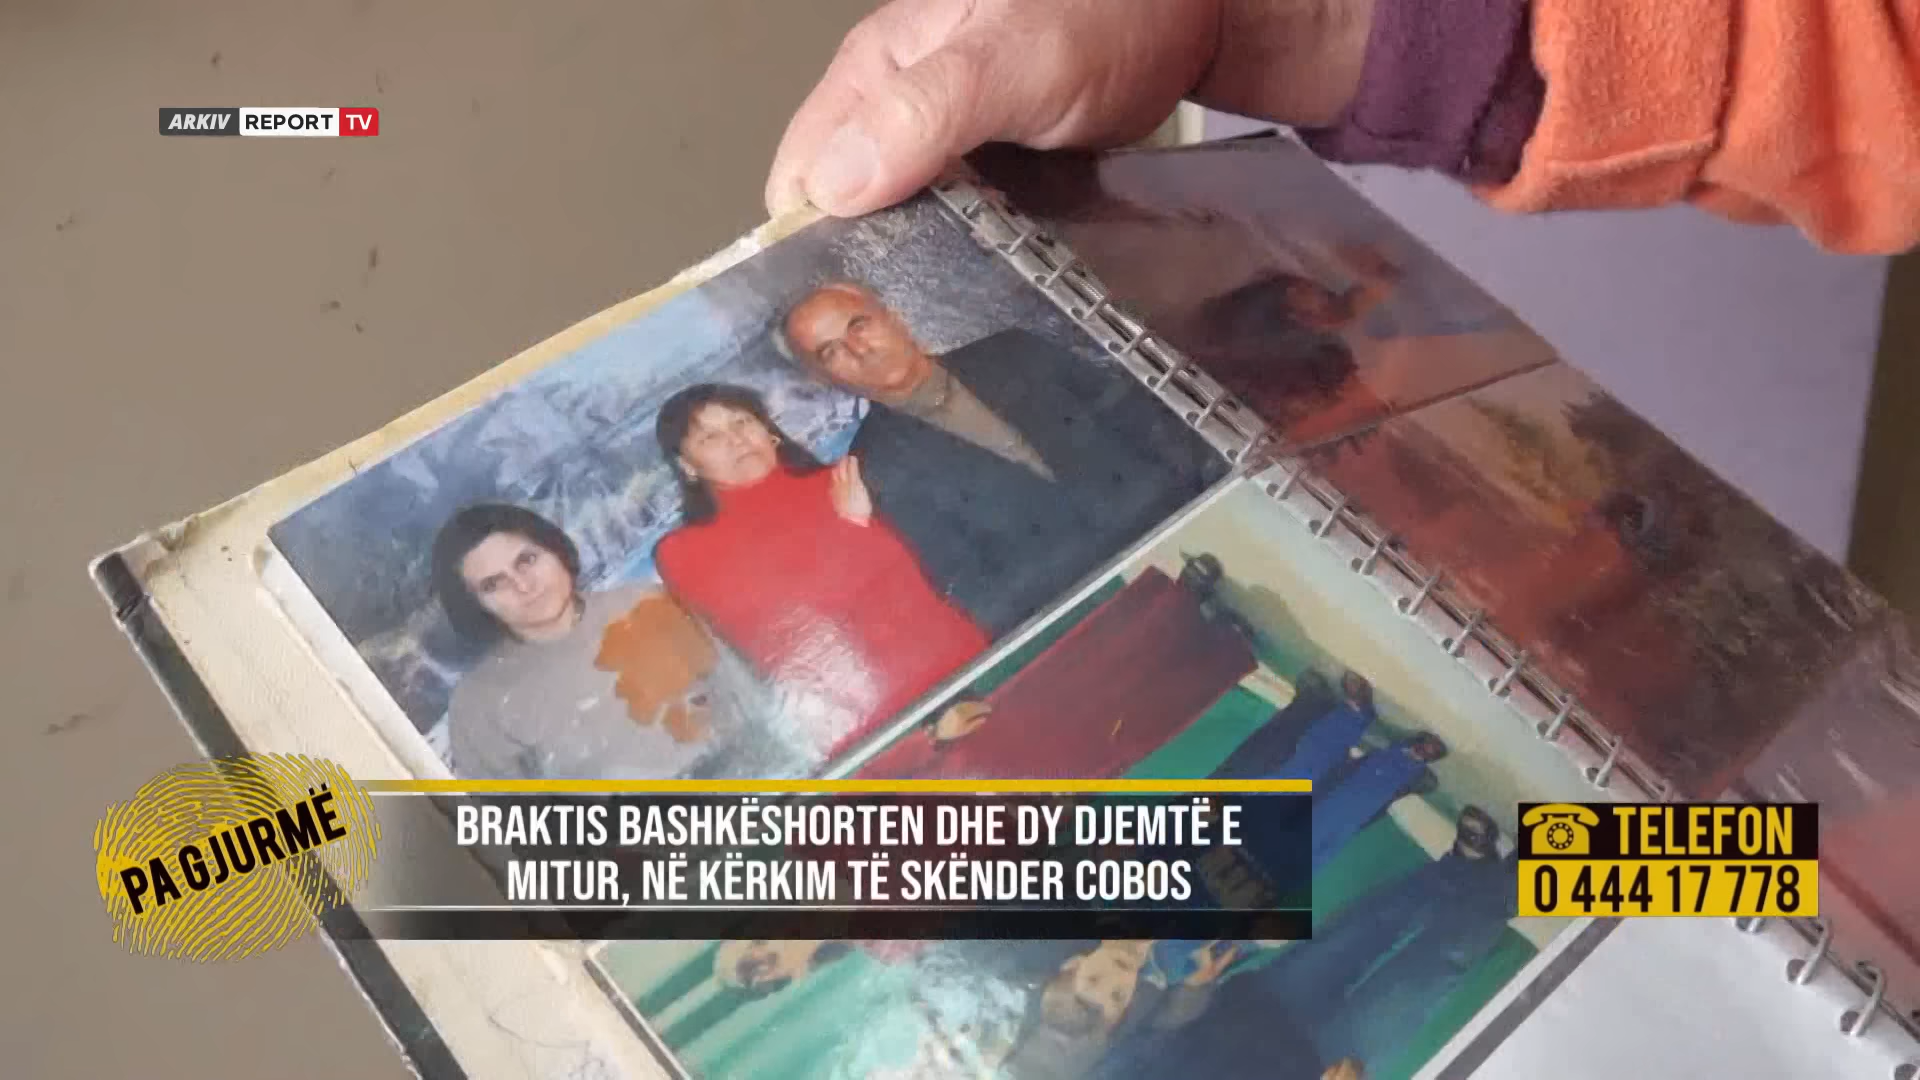 ARKIV REPORT TV
PA GJURMË
BRAKTIS BASHKËSHORTEN DHE DY DJEMTË E
MITUR, NË KËRKIM TË SKËNDER COBOS
TELEFON
0 444 17 778